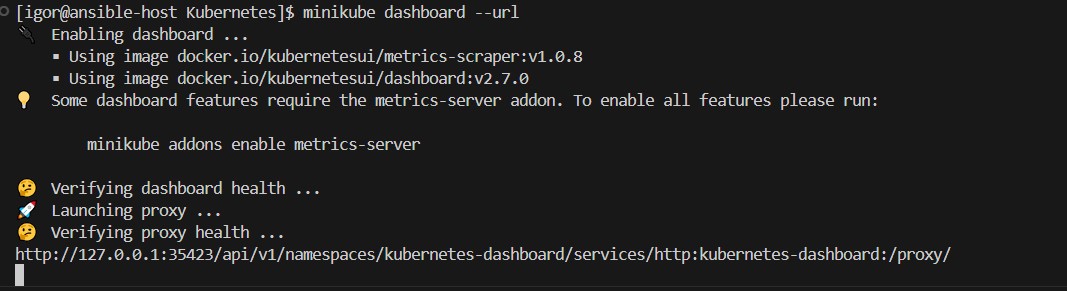 [igor@ansible-host Kubernetes]$ minikube dashboard --url
🔌 Enabling dashboard ...
▪ Using image docker.io/kubernetesui/metrics-scraper:v1.0.8
▪ Using image docker.io/kubernetesui/dashboard:v2.7.0
💡 Some dashboard features require the metrics-server addon. To enable all features please run:
minikube addons enable metrics-server
🤔 Verifying dashboard health ...
🚀 Launching proxy ...
🤔 Verifying proxy health ...
http://127.0.0.1:35423/api/v1/namespaces/kubernetes-dashboard/services/http:kubernetes-dashboard:/proxy/